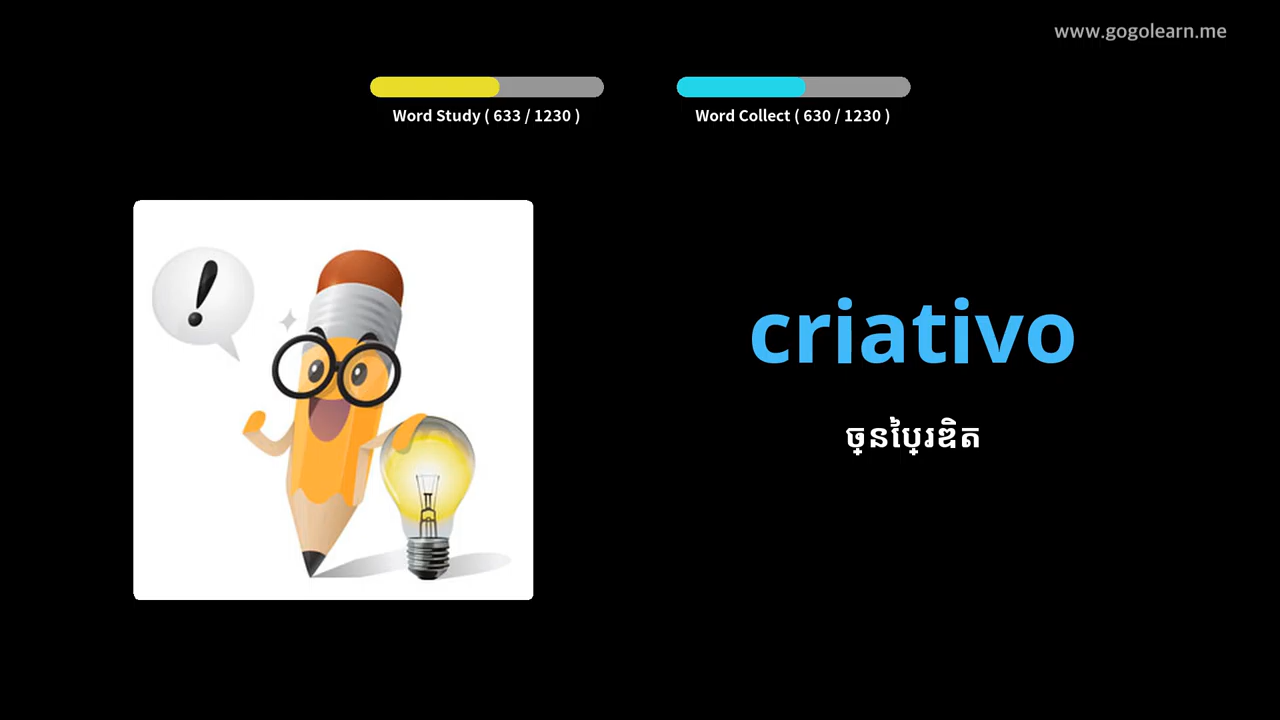 www.gogolearn.me
Word Study ( 633 / 1230 )
Word Collect ( 630 / 1230 )
!
criativo
ច្នៃប្រឌិត